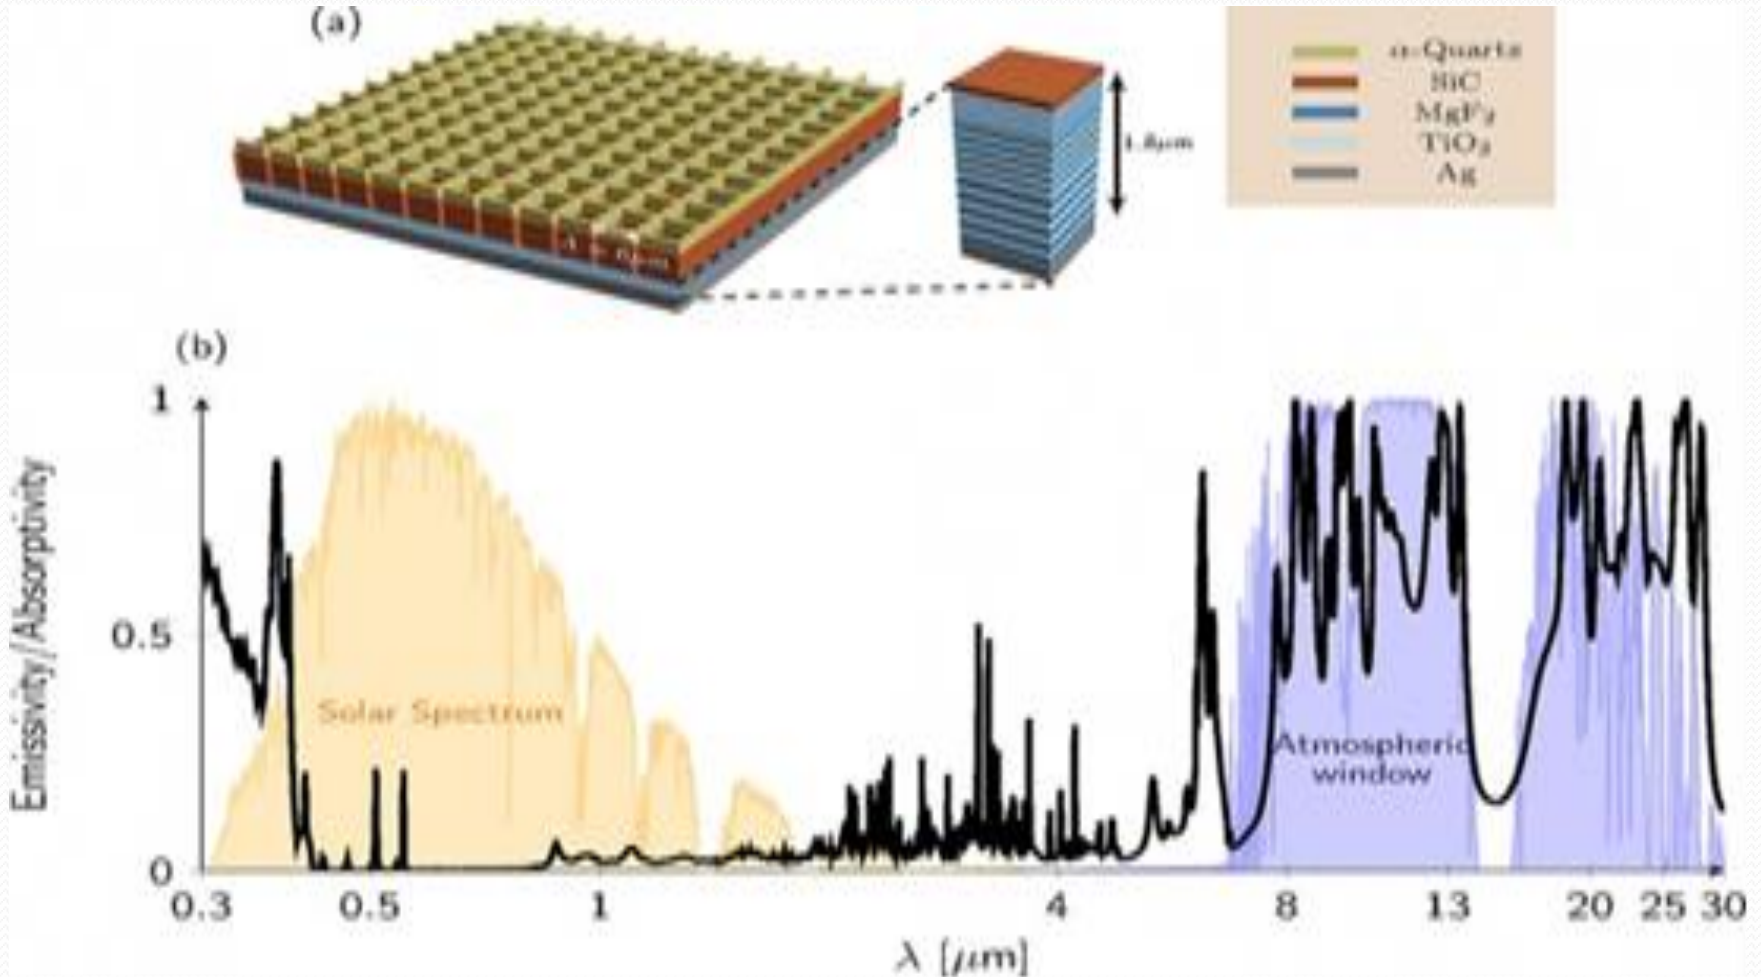 (a)
α-Quartz
SiC
MgF₂
TiO₂
Ag
1.8μm
(b)
Emissivity/Absorptivity
1
0.5
0
Solar Spectrum
Atmospheric
window
0.3 0.5 1 4 8 13 20 25 30
λ [μm]